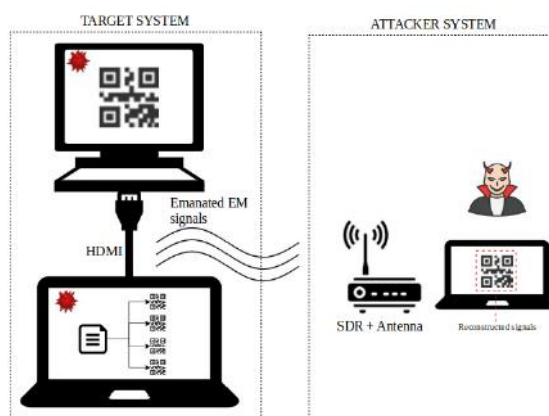 TARGET SYSTEM
ATTACKER SYSTEM
Emanated EM
signals
HDMI
SDR + Antenna
Reconstructed signals